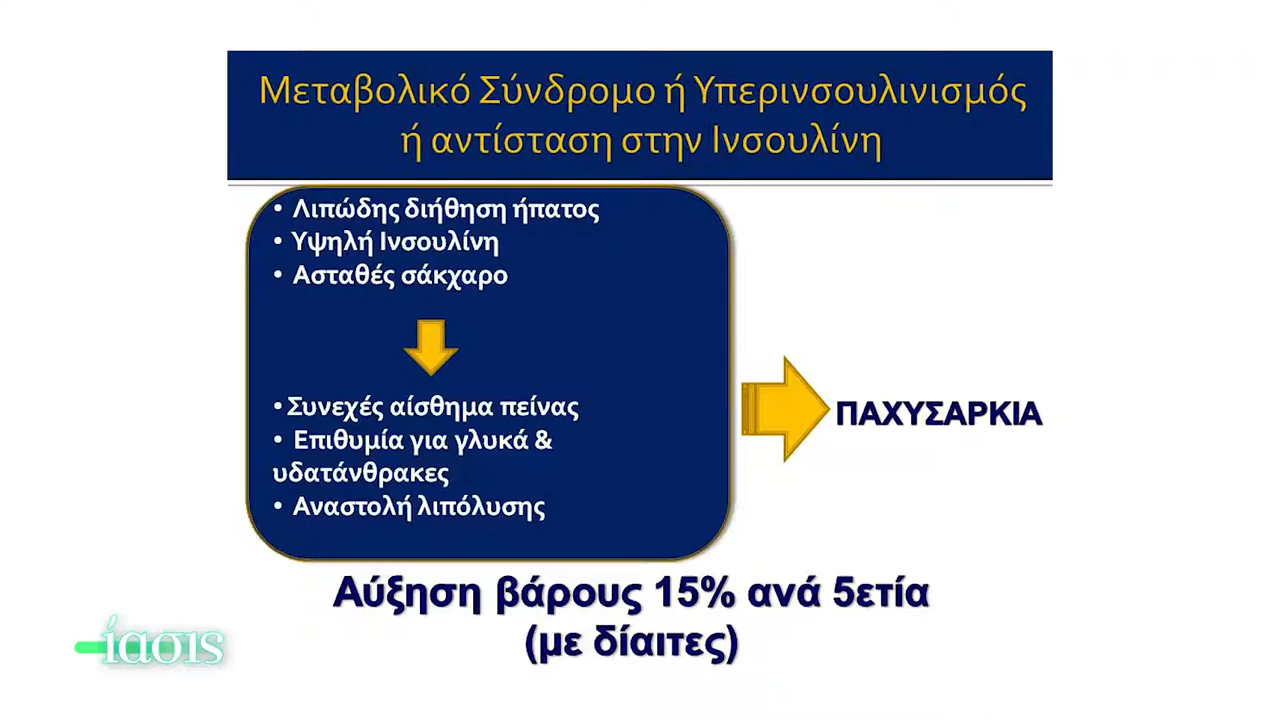 Μεταβολικό Σύνδρομο ή Υπερινσουλινισμός
ή αντίσταση στην Ινσουλίνη
• Λιπώδης διήθηση ήπατος
• Υψηλή Ινσουλίνη
• Ασταθές σάκχαρο
• Συνεχές αίσθημα πείνας
• Επιθυμία για γλυκά &
υδατάνθρακες
• Αναστολή λιπόλυσης
ΠΑΧΥΣΑΡΚΙΑ
Αύξηση βάρους 15% ανά 5ετία
(με δίαιτες)
ίασις